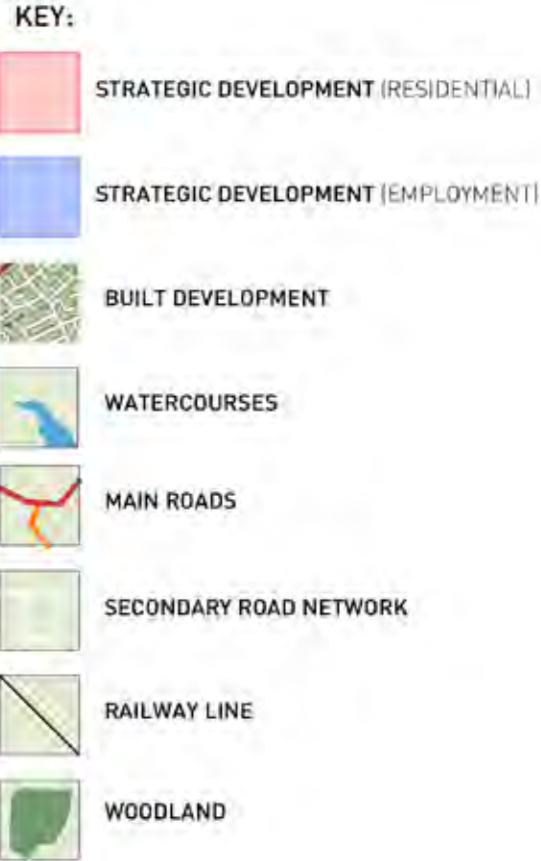 KEY:
STRATEGIC DEVELOPMENT (RESIDENTIAL)
STRATEGIC DEVELOPMENT (EMPLOYMENT)
BUILT DEVELOPMENT
WATERCOURSES
MAIN ROADS
SECONDARY ROAD NETWORK
RAILWAY LINE
WOODLAND